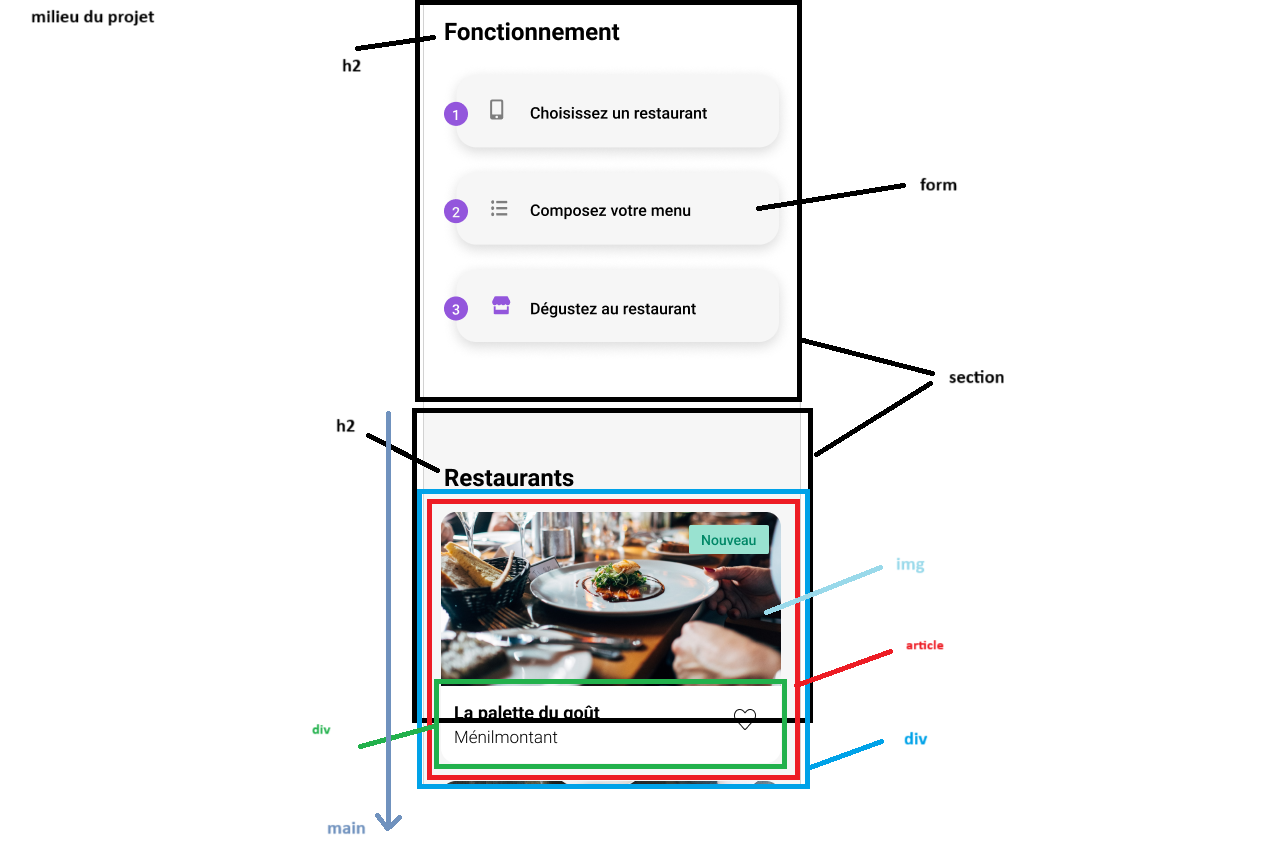 milieu du projet
Fonctionnement
h2
1 Choisissez un restaurant
form
2 Composez votre menu
3 Dégustez au restaurant
section
h2
Restaurants
Nouveau
img
article
La palette du goût
div
Ménilmontant
div
main